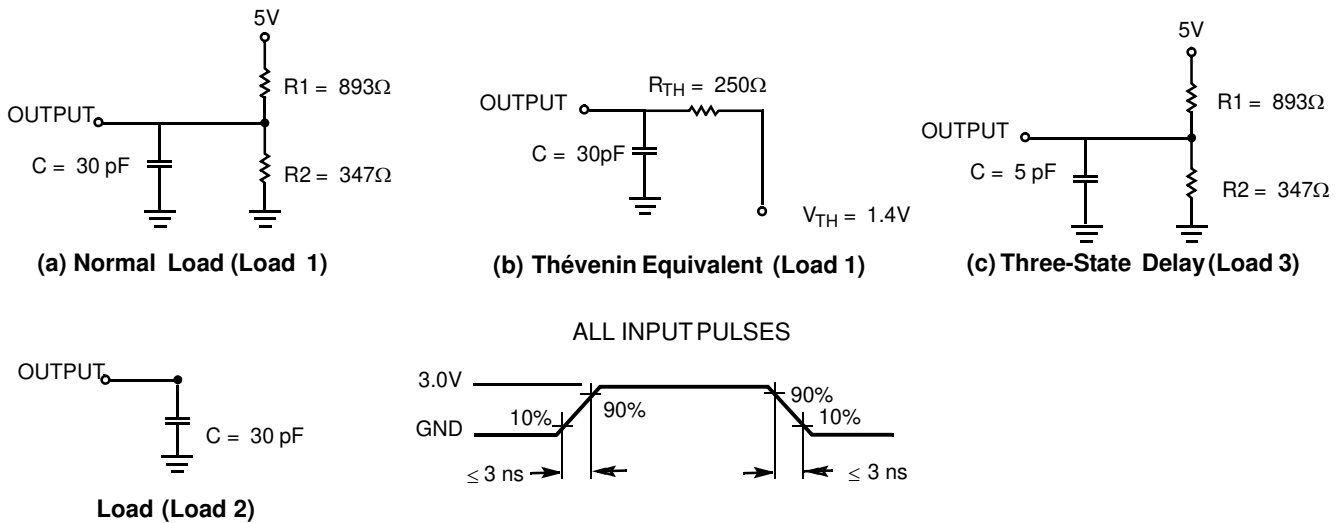 5V
R1 = 893Ω
OUTPUT
C = 30 pF
R2 = 347Ω
(a) Normal Load (Load 1)
RTH = 250Ω
OUTPUT
C = 30pF
VTH = 1.4V
(b) Thévenin Equivalent (Load 1)
5V
R1 = 893Ω
OUTPUT
C = 5 pF
R2 = 347Ω
(c) Three-State Delay (Load 3)
OUTPUT
C = 30 pF
Load (Load 2)
ALL INPUT PULSES
3.0V
90%
90%
10%
10%
GND
≤ 3 ns
≤ 3 ns